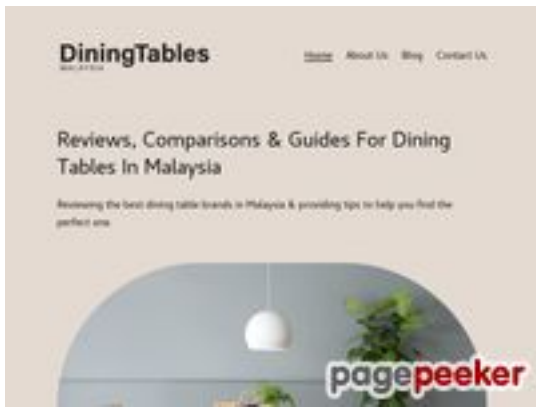 DiningTables
MALAYSIA
Home About Us Blog Contact Us
Reviews, Comparisons & Guides For Dining
Tables In Malaysia
Reviewing the best dining table brands in Malaysia & providing tips to help you find the
perfect one.
pagepeeker